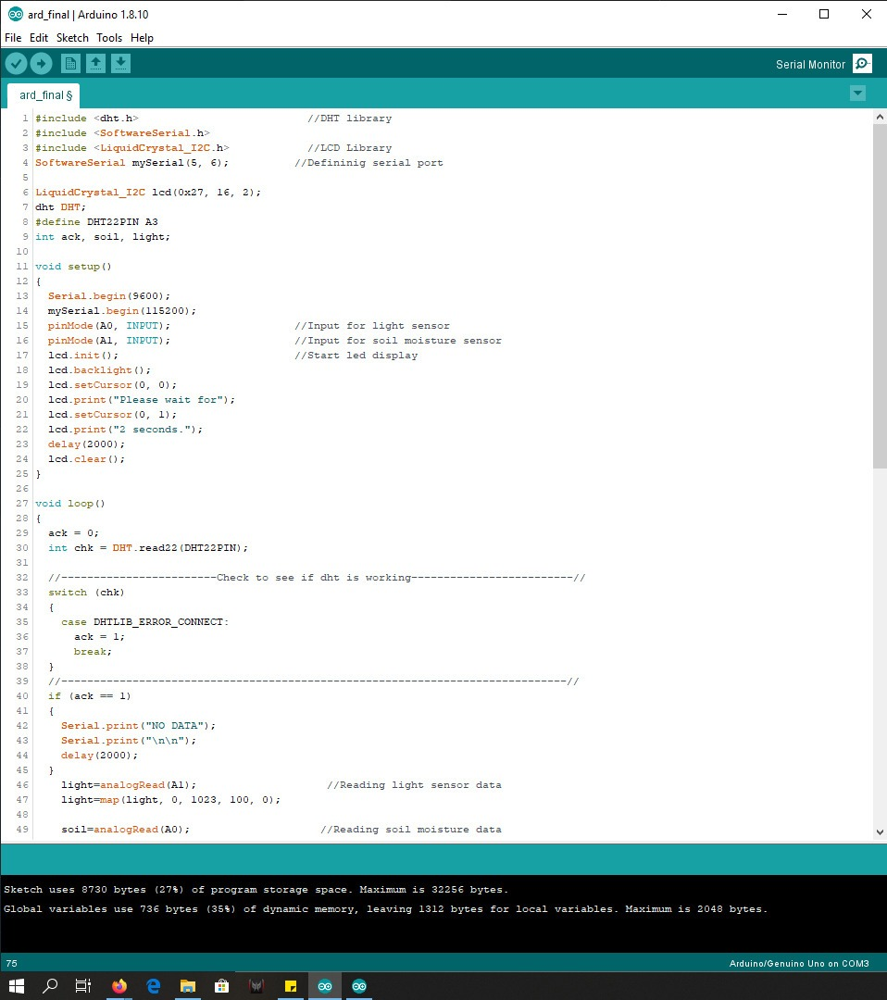 ard_final | Arduino 1.8.10
File Edit Sketch Tools Help
Serial Monitor
ard_final §
1 #include <dht.h> //DHT library
2 #include <SoftwareSerial.h>
3 #include <LiquidCrystal_I2C.h> //LCD Library
4 SoftwareSerial mySerial(5, 6); //Defininig serial port
5
6 LiquidCrystal_I2C lcd(0x27, 16, 2);
7 dht DHT;
8 #define DHT22PIN A3
9 int ack, soil, light;
10
11 void setup()
12 {
13 Serial.begin(9600);
14 mySerial.begin(115200);
15 pinMode(A0, INPUT); //Input for light sensor
16 pinMode(A1, INPUT); //Input for soil moisture sensor
17 lcd.init(); //Start led display
18 lcd.backlight();
19 lcd.setCursor(0, 0);
20 lcd.print("Please wait for");
21 lcd.setCursor(0, 1);
22 lcd.print("2 seconds.");
23 delay(2000);
24 lcd.clear();
25 }
26
27 void loop()
28 {
29 ack = 0;
30 int chk = DHT.read22(DHT22PIN);
31
32 //------------------------Check to see if dht is working-------------------------//
33 switch (chk)
34 {
35 case DHTLIB_ERROR_CONNECT:
36 ack = 1;
37 break;
38 }
39 //------------------------------------------------------------------------------//
40 if (ack == 1)
41 {
42 Serial.print("NO DATA");
43 Serial.print("\n\n");
44 delay(2000);
45 }
46 light=analogRead(A1); //Reading light sensor data
47 light=map(light, 0, 1023, 100, 0);
48
49 soil=analogRead(A0); //Reading soil moisture data
Sketch uses 8730 bytes (27%) of program storage space. Maximum is 32256 bytes.
Global variables use 736 bytes (35%) of dynamic memory, leaving 1312 bytes for local variables. Maximum is 2048 bytes.
75 Arduino/Genuino Uno on COM3